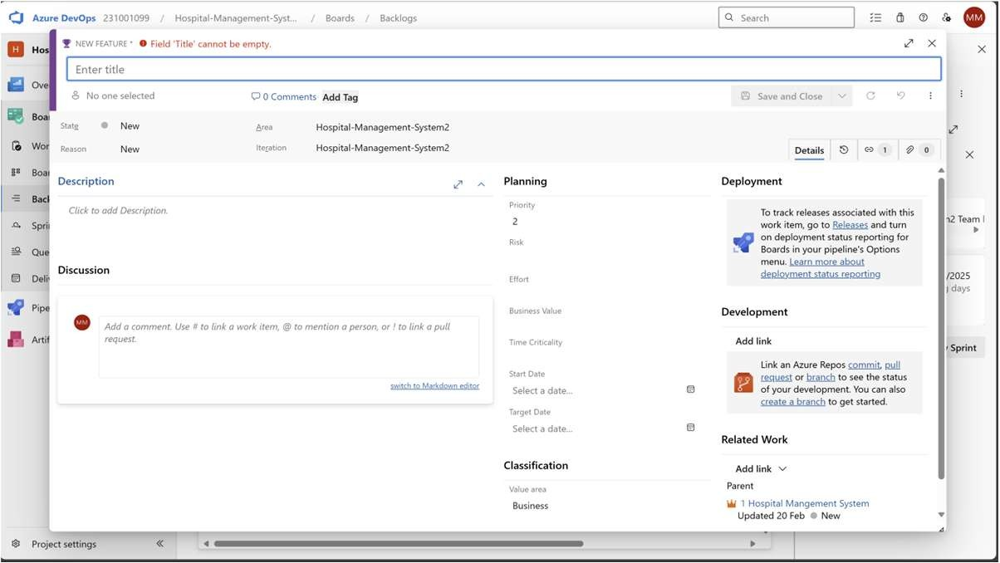 Azure DevOps 231001099 / Hospital-Management-Syst... / Boards / Backlogs
Search
MM
H Hos
NEW FEATURE * Field 'Title' cannot be empty.
Enter title
No one selected
0 Comments Add Tag
Save and Close
State New
Reason New
Area Hospital-Management-System2
Iteration Hospital-Management-System2
Details 1 0
Ove
Boar
Wor
Boar
Back
Sprin
Que
Deliv
Pipe
Artif
Project settings
Description
Click to add Description.
Discussion
MM
Add a comment. Use # to link a work item, @ to mention a person, or ! to link a pull
request.
switch to Markdown editor
Planning
Priority
2
Risk
Effort
Business Value
Time Criticality
Start Date
Select a date...
Target Date
Select a date...
Classification
Value area
Business
Deployment
To track releases associated with this
work item, go to Releases and turn
on deployment status reporting for
Boards in your pipeline's Options
menu. Learn more about
deployment status reporting
Development
Add link
Link an Azure Repos commit, pull
request or branch to see the status
of your development. You can also
create a branch to get started.
Related Work
Add link
Parent
1 Hospital Mangement System
Updated 20 Feb New
m2 Team
/2025
g days
Sprint